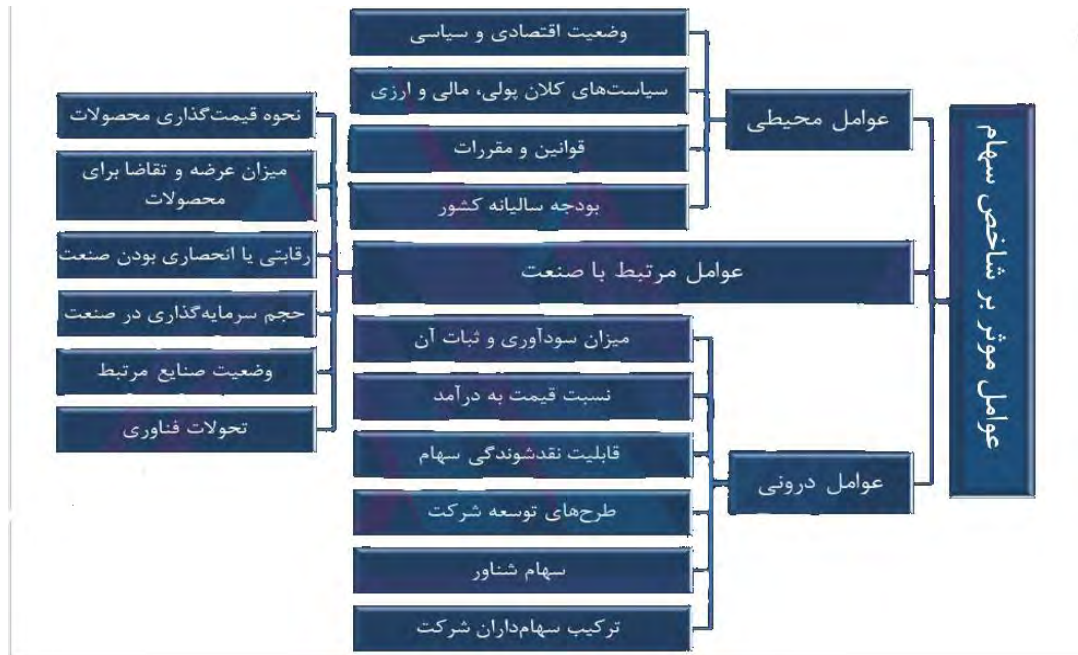 عوامل موثر بر شاخص سهام
عوامل محیطی
وضعیت اقتصادی و سیاسی
سیاست‌های کلان پولی، مالی و ارزی
قوانین و مقررات
بودجه سالیانه کشور
عوامل مرتبط با صنعت
نحوه قیمت‌گذاری محصولات
میزان عرضه و تقاضا برای
محصولات
رقابتی یا انحصاری بودن صنعت
حجم سرمایه‌گذاری در صنعت
وضعیت صنایع مرتبط
تحولات فناوری
عوامل درونی
میزان سودآوری و ثبات آن
نسبت قیمت به درآمد
قابلیت نقدشوندگی سهام
طرح‌های توسعه شرکت
سهام شناور
ترکیب سهام‌داران شرکت